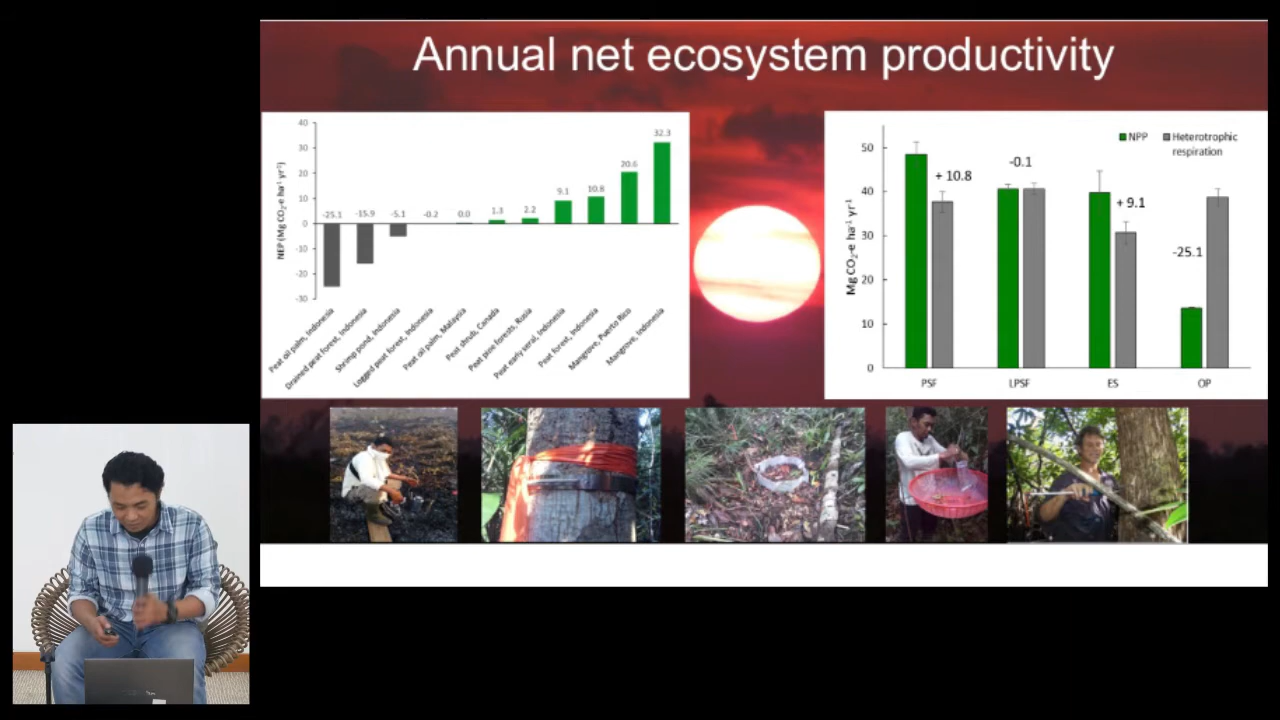 Annual net ecosystem productivity
NEP (Mg CO₂-e ha⁻¹ yr⁻¹)
40
30
20
10
0
-10
-20
-30
-25.1
-15.9
-5.1
-0.2
0.0
1.3
2.2
9.1
10.8
20.6
32.3
Peat oil palm, Indonesia
Drained peat forest, Indonesia
Shrimp pond, Indonesia
Logged peat forest, Indonesia
Peat oil palm, Malaysia
Peat shrub, Canada
Peat pine forests, Rusia
Peat early seral, Indonesia
Peat forest, Indonesia
Mangrove, Puerto Rico
Mangrove, Indonesia
Mg CO₂-e ha⁻¹ yr⁻¹
50
40
30
20
10
0
NPP
Heterotrophic
respiration
+ 10.8
-0.1
+ 9.1
-25.1
PSF
LPSF
ES
OP